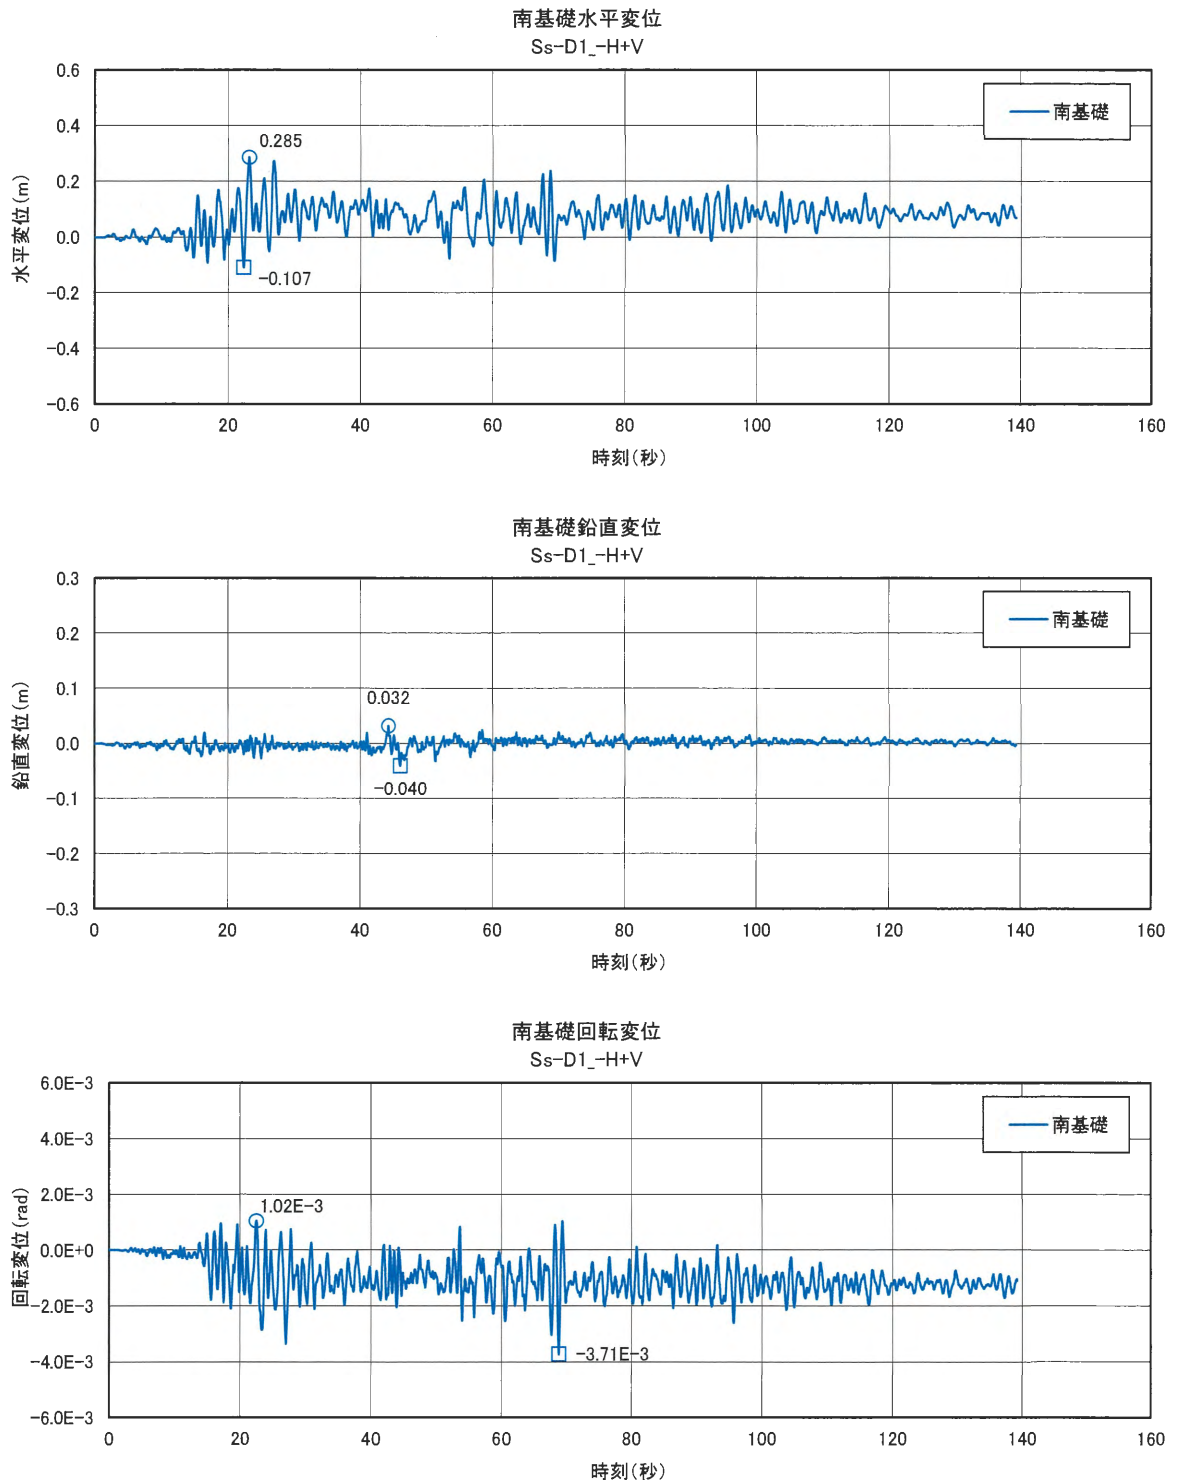 南基礎水平変位
Ss-D1_-H+V
水平変位(m)
0.6
0.4
0.2
0.0
-0.2
-0.4
-0.6
南基礎
0.285
-0.107
0 20 40 60 80 100 120 140 160
時刻(秒)
南基礎鉛直変位
Ss-D1_-H+V
鉛直変位(m)
0.3
0.2
0.1
0.0
-0.1
-0.2
-0.3
南基礎
0.032
-0.040
0 20 40 60 80 100 120 140 160
時刻(秒)
南基礎回転変位
Ss-D1_-H+V
回転変位(rad)
6.0E-3
4.0E-3
2.0E-3
0.0E+0
-2.0E-3
-4.0E-3
-6.0E-3
南基礎
1.02E-3
-3.71E-3
0 20 40 60 80 100 120 140 160
時刻(秒)